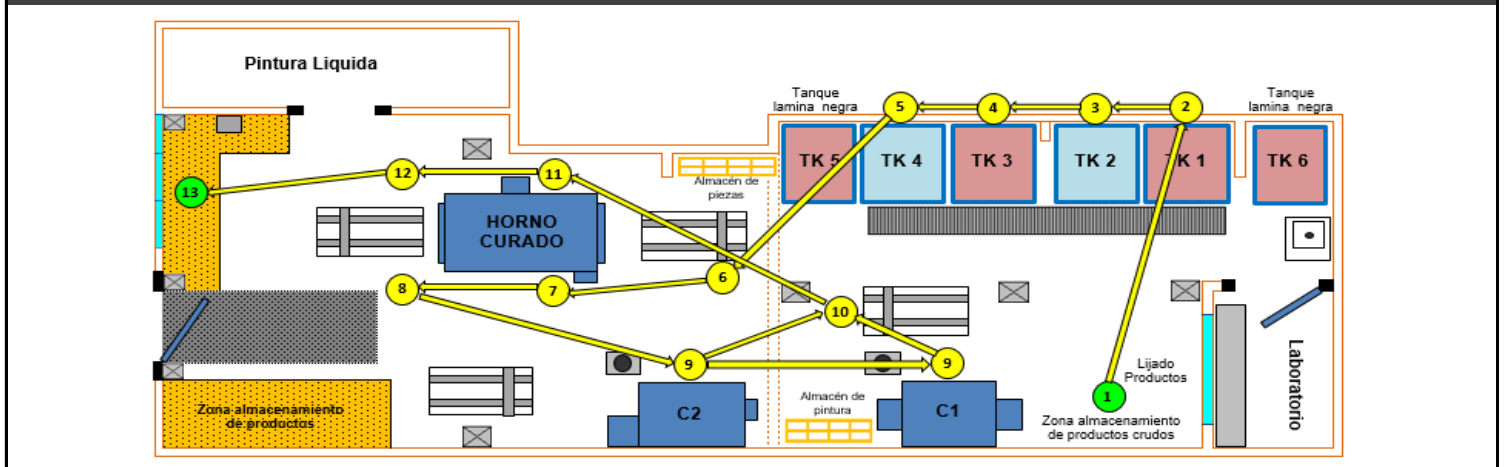 Pintura Liquida
Tanque
lamina negra
5
4
3
2
Tanque
lamina negra
TK 5
TK 4
TK 3
TK 2
TK 1
TK 6
13
12
11
Almacén de
piezas
HORNO
CURADO
8
7
6
10
9
9
Lijado
Productos
1
Laboratorio
Zona almacenamiento
de productos
C2
Almacén de
pintura
C1
Zona almacenamiento
de productos crudos